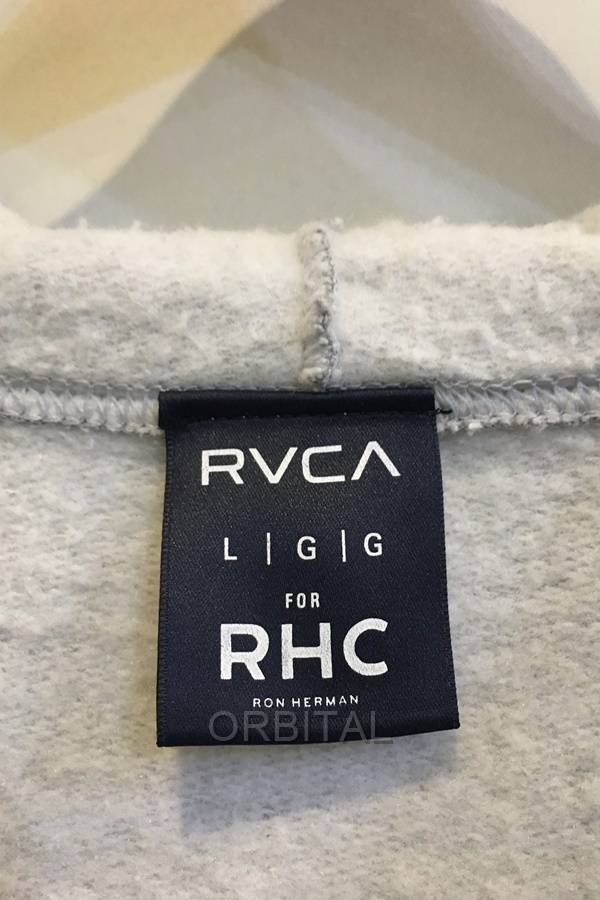 RVCA
L | G | G
FOR
RHC
RON HERMAN
ORBITAL